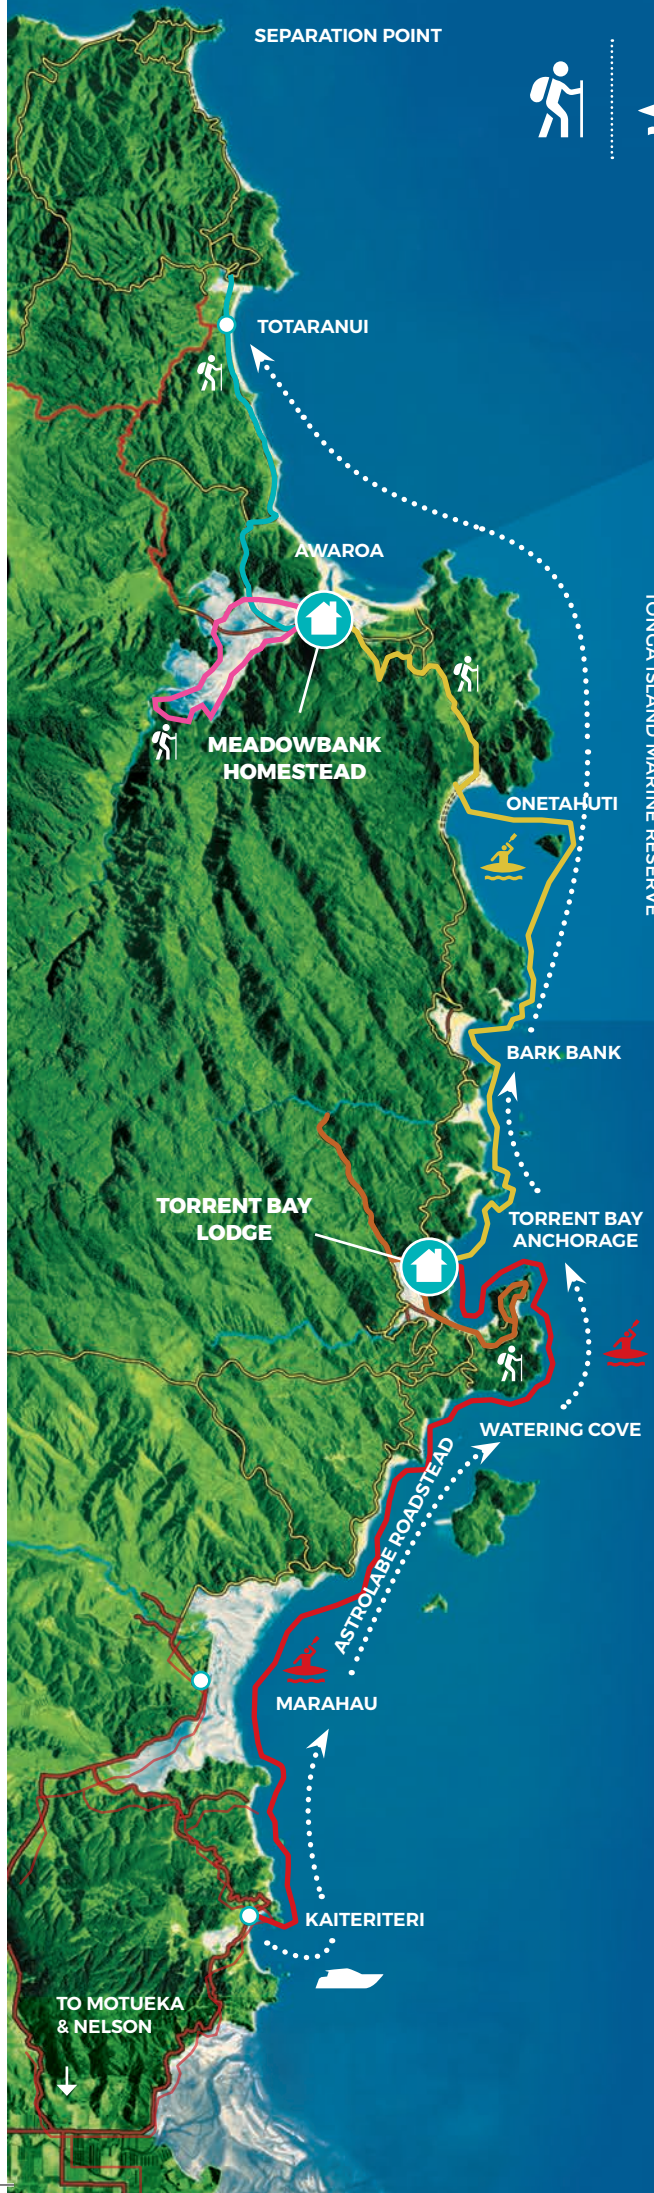 SEPARATION POINT
TOTARANUI
AWAROA
TONGA ISLAND MARINE RESERVE
MEADOWBANK
HOMESTEAD
ONETAHUTI
BARK BANK
TORRENT BAY
LODGE
TORRENT BAY
ANCHORAGE
WATERING COVE
ASTROLABE ROADSTEAD
MARAHAU
KAITERITERI
TO MOTUEKA
& NELSON